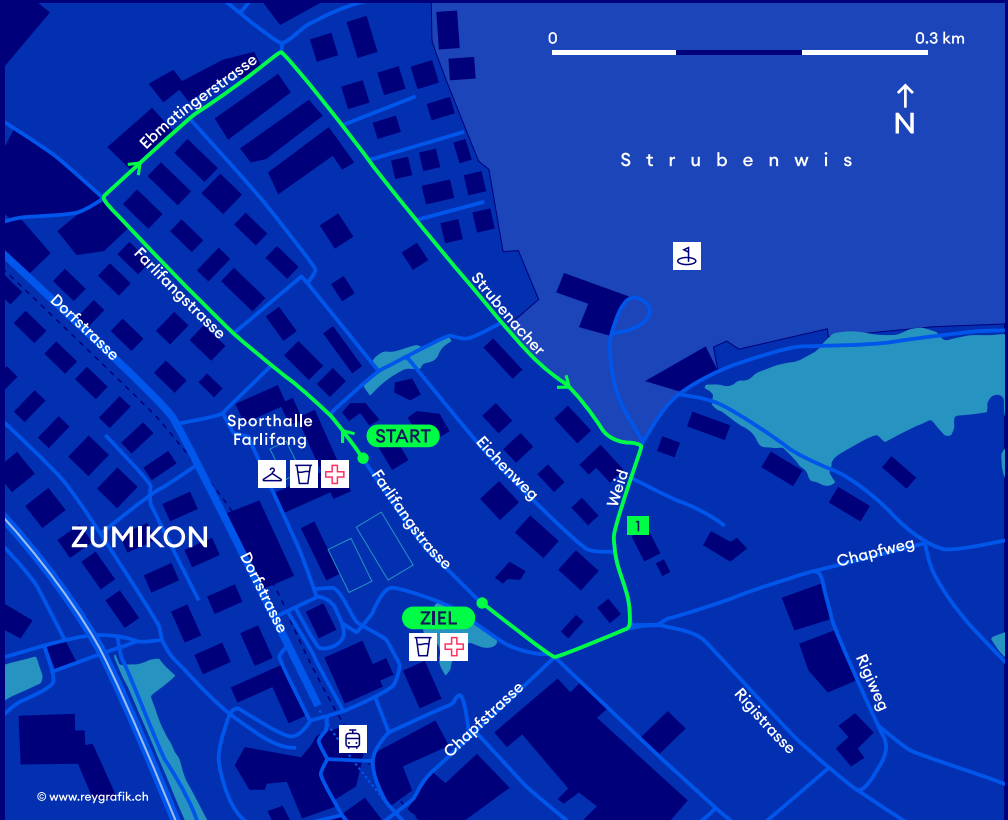 0
0.3 km
N
Strubenwis
Ebmatingerstrasse
Farlifangstrasse
Dorfstrasse
Strubenacher
Sporthalle
Farlifang
START
Eichenweg
Farlifangstrasse
Weid
1
ZUMIKON
Dorfstrasse
Chapfweg
ZIEL
Rigiweg
Rigistrasse
Chapfstrasse
© www.reygrafik.ch